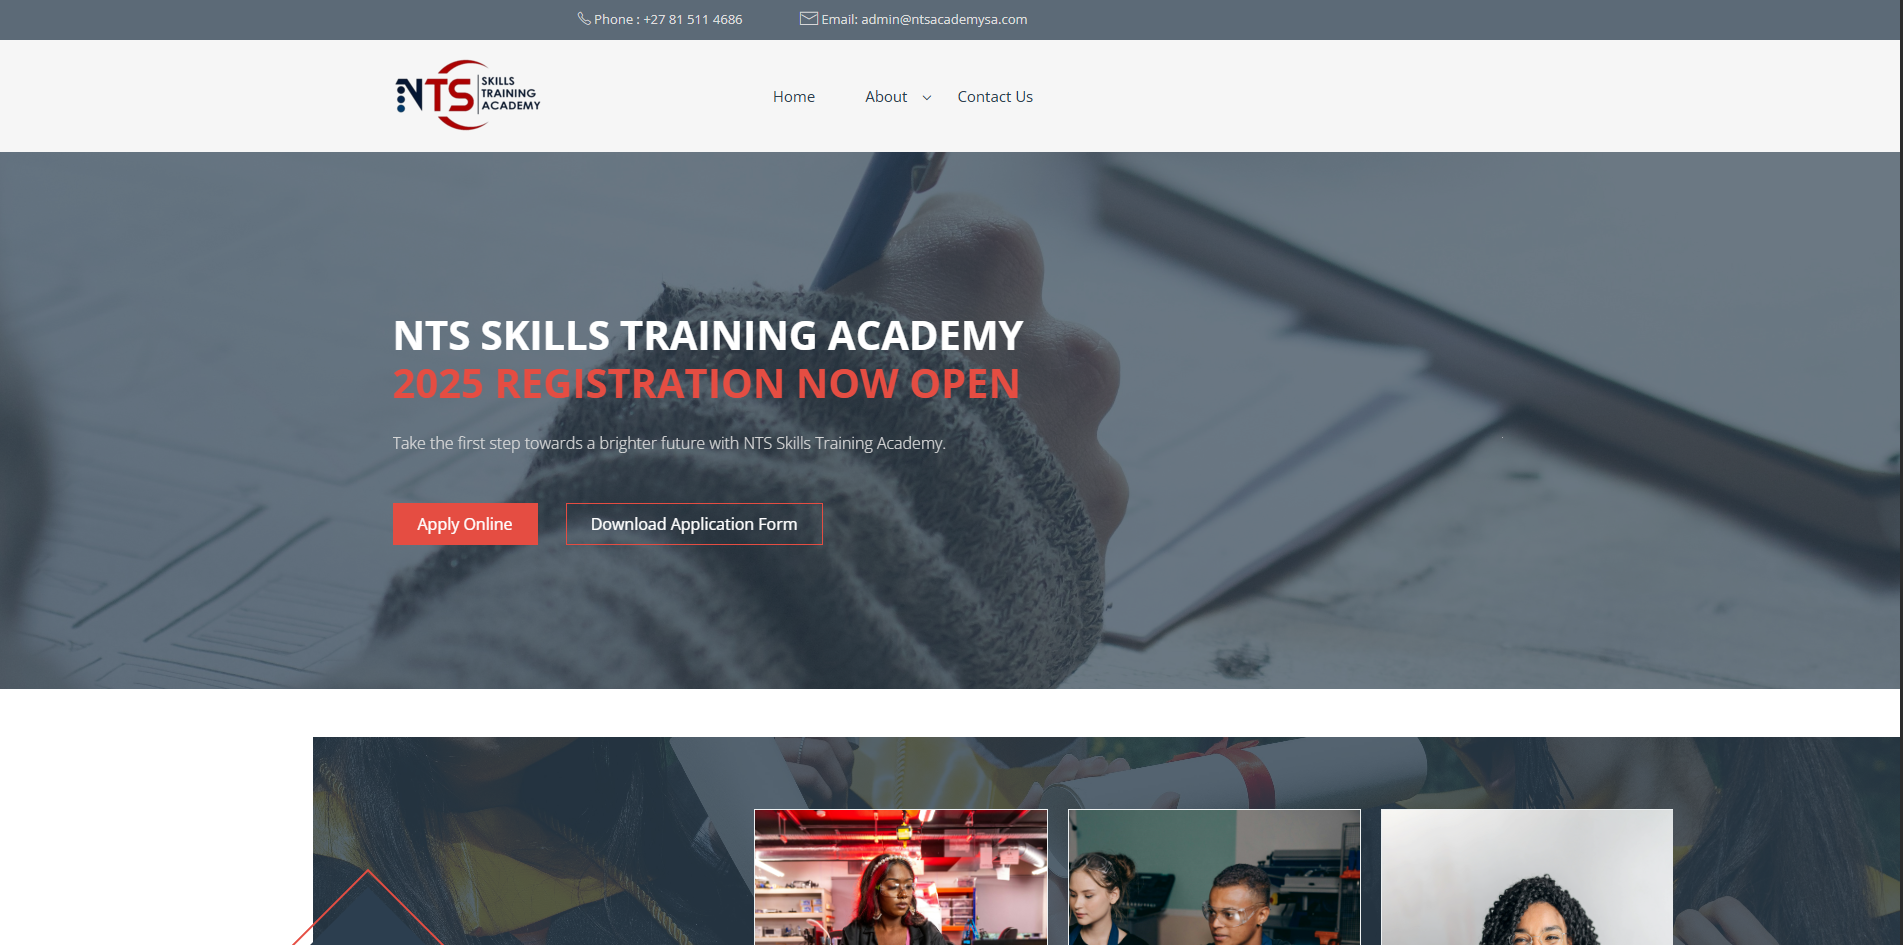 Phone : +27 81 511 4686
Email: admin@ntsacademysa.com
NTS SKILLS
TRAINING
ACADEMY
Home
About
Contact Us
NTS SKILLS TRAINING ACADEMY
2025 REGISTRATION NOW OPEN
Take the first step towards a brighter future with NTS Skills Training Academy.
Apply Online
Download Application Form